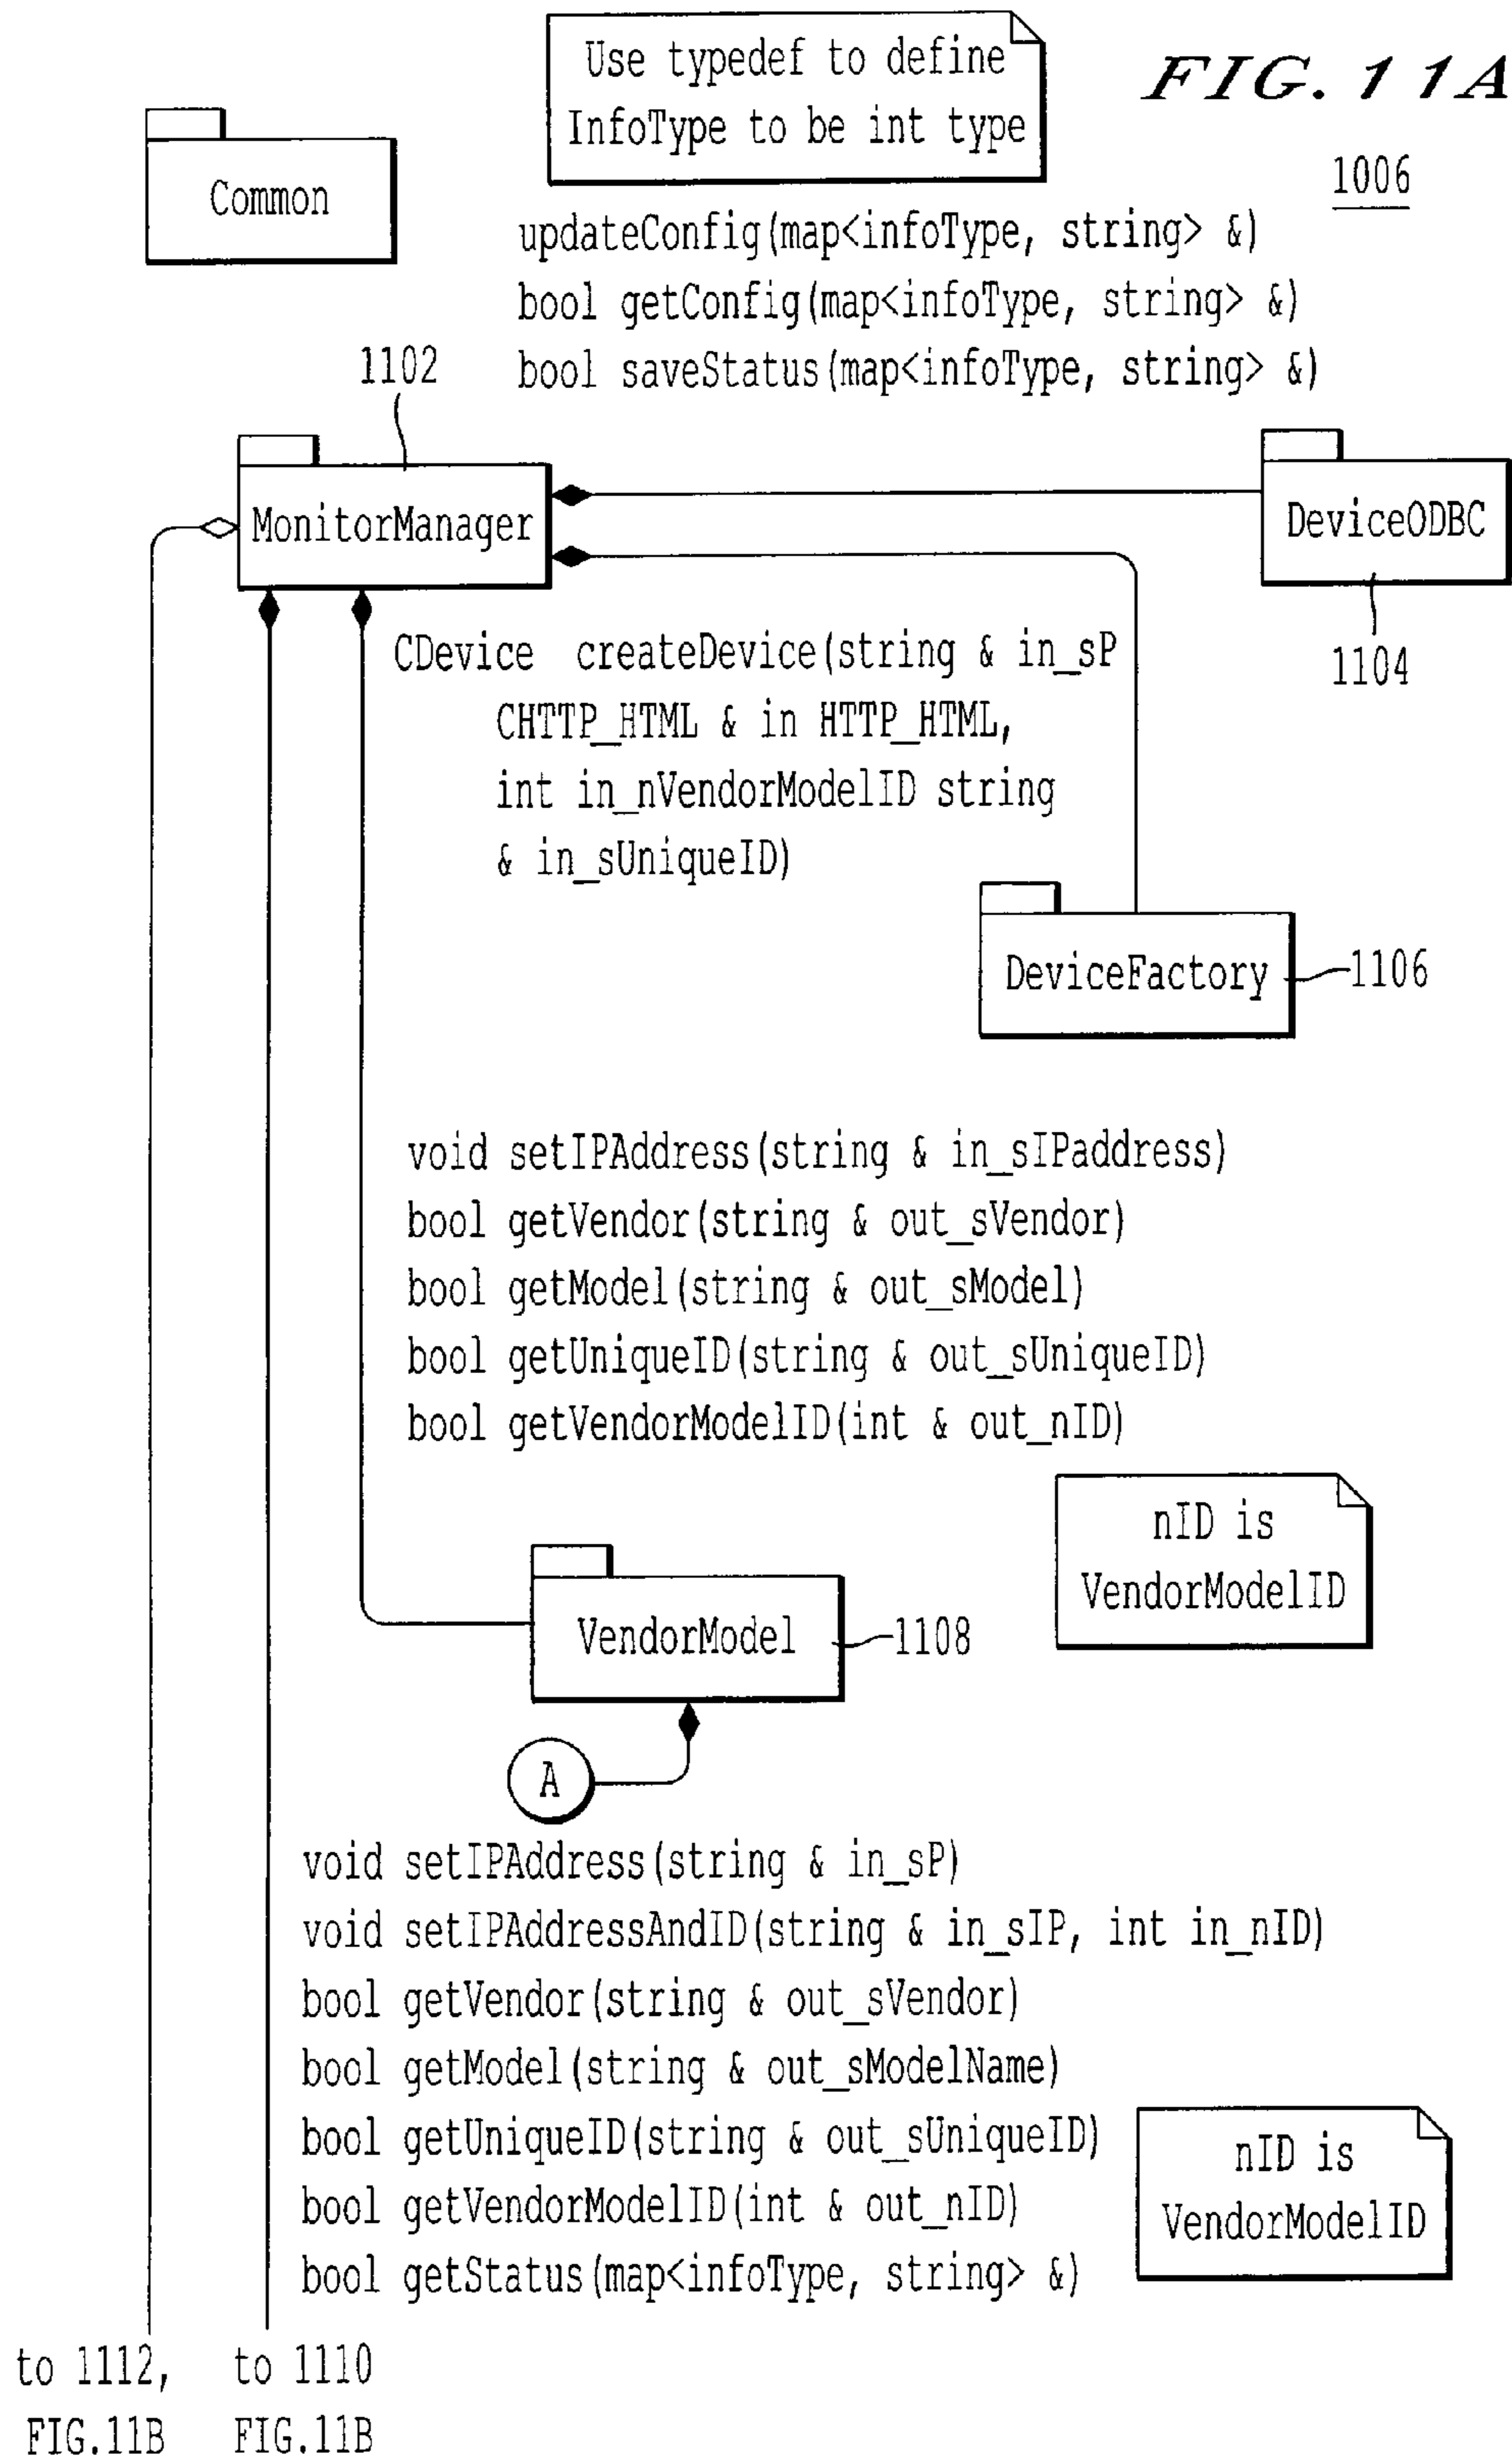 Use typedef to define
InfoType to be int type
FIG. 11A
1006
Common
updateConfig(map<infoType, string> &)
bool getConfig(map<infoType, string> &)
bool saveStatus(map<infoType, string> &)
1102
MonitorManager
DeviceODBC
1104
CDevice createDevice(string & in_sP
CHTTP_HTML & in HTTP_HTML,
int in_nVendorModelID string
& in_sUniqueID)
DeviceFactory
1106
void setIPAddress(string & in_sIPaddress)
bool getVendor(string & out_sVendor)
bool getModel(string & out_sModel)
bool getUniqueID(string & out_sUniqueID)
bool getVendorModelID(int & out_nID)
nID is
VendorModelID
VendorModel
1108
A
void setIPAddress(string & in_sP)
void setIPAddressAndID(string & in_sIP, int in_nID)
bool getVendor(string & out_sVendor)
bool getModel(string & out_sModelName)
bool getUniqueID(string & out_sUniqueID)
bool getVendorModelID(int & out_nID)
bool getStatus(map<infoType, string> &)
nID is
VendorModelID
to 1112,
FIG.11B
to 1110
FIG.11B